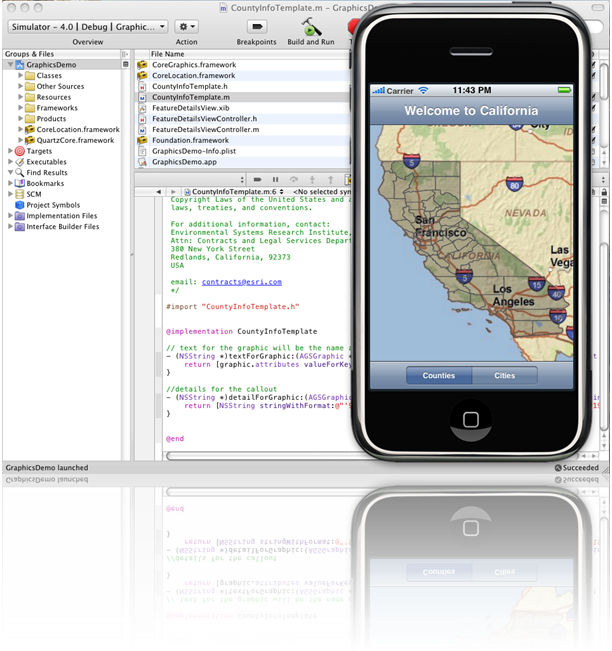 CountyInfoTemplate.m – GraphicsDemo
Simulator - 4.0 | Debug | Graphic...
Overview
Action
Breakpoints
Build and Run
Groups & Files
GraphicsDemo
Classes
Other Sources
Resources
Frameworks
Products
CoreLocation.framework
QuartzCore.framework
Targets
Executables
Find Results
Bookmarks
SCM
Project Symbols
Implementation Files
Interface Builder Files
File Name
CoreGraphics.framework
CoreLocation.framework
CountyInfoTemplate.h
CountyInfoTemplate.m
FeatureDetailsView.xib
FeatureDetailsViewController.h
FeatureDetailsViewController.m
Foundation.framework
GraphicsDemo-Info.plist
GraphicsDemo.app
CountyInfoTemplate.m:6
<No selected sym
Copyright Laws of the United States and a
laws, treaties, and conventions.
For additional information, contact:
Environmental Systems Research Institute,
Attn: Contracts and Legal Services Depart
380 New York Street
Redlands, California, 92373
USA
email: contracts@esri.com
*/
#import "CountyInfoTemplate.h"
@implementation CountyInfoTemplate
// text for the graphic will be the name a
- (NSString *)textForGraphic:(AGSGraphic *
return [graphic.attributes valueForKey
}
//details for the callout
- (NSString *)detailForGraphic:(AGSGraphic
return [NSString stringWithFormat:@"'9
}
@end
GraphicsDemo launched
Succeeded
Carrier
11:43 PM
Welcome to California
City
5
80
NEVADA
San
Francisco
CALIFORNIA
Las
Vega
5
15
40
Los
Angeles
10
Counties
Cities